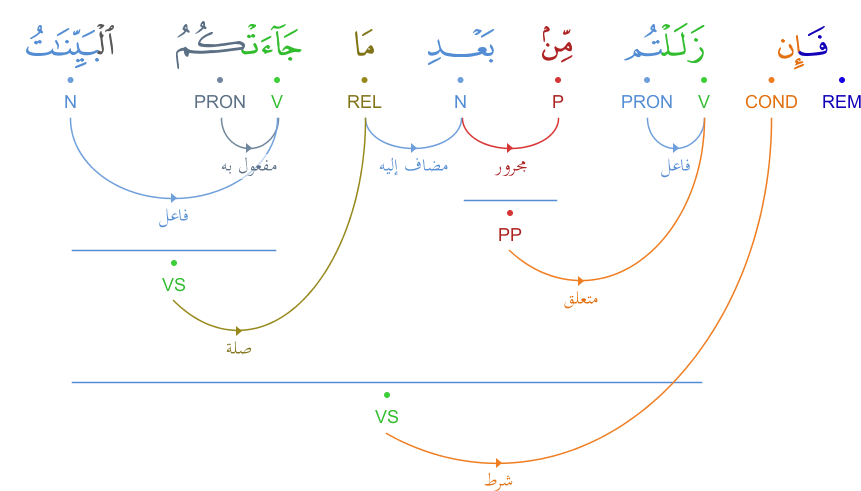 فَإِن زَلَلْتُم مِّنۢ بَعْدِ مَا جَآءَتْكُمُ ٱلْبَيِّنَـٰتُ
REM COND V PRON P N REL V PRON N
فاعل مجرور مضاف إليه مفعول به
فاعل
PP
VS
متعلق
صلة
VS
شرط